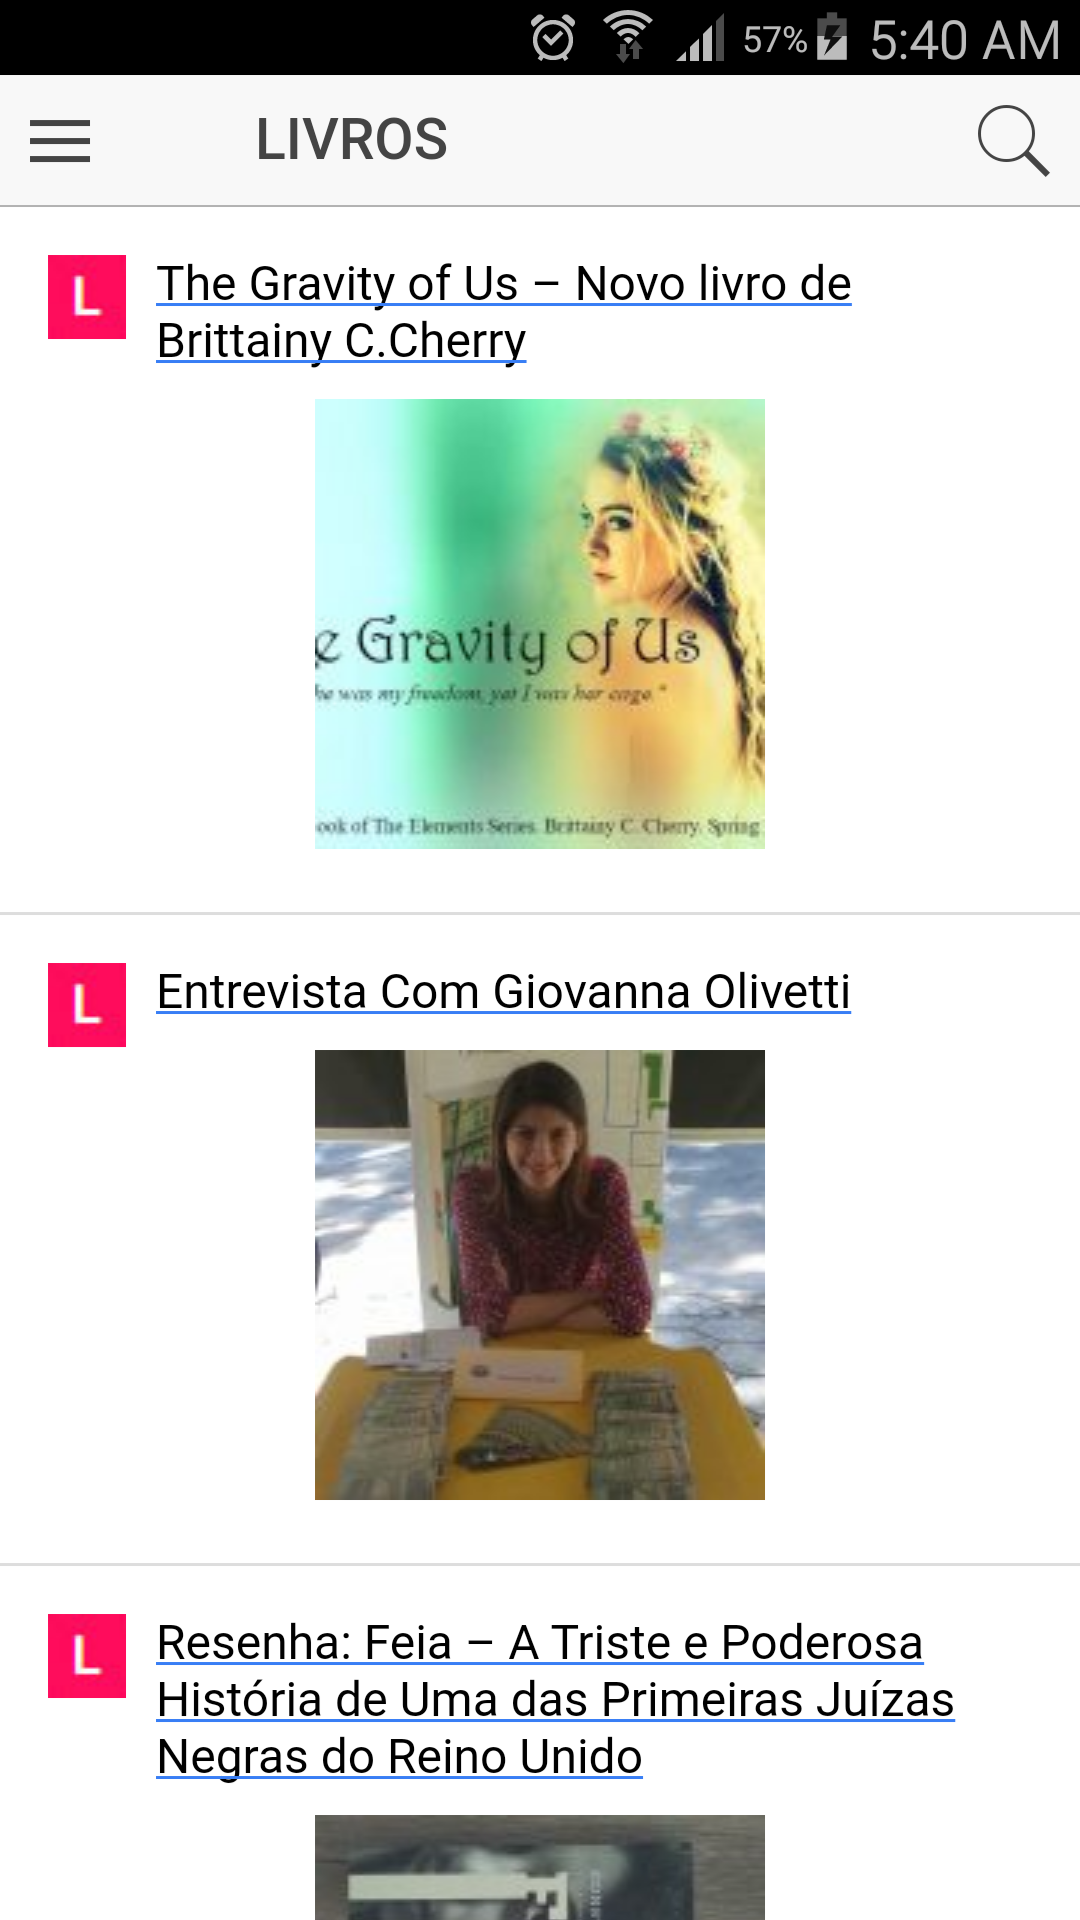 57% 5:40 AM
LIVROS
L
The Gravity of Us – Novo livro de
Brittainy C.Cherry
e Gravity of Us
he was my freedom, yet I was her cage."
ook of The Elements Series. Brittainy C. Cherry. Spring
L
Entrevista Com Giovanna Olivetti
L
Resenha: Feia – A Triste e Poderosa
História de Uma das Primeiras Juízas
Negras do Reino Unido